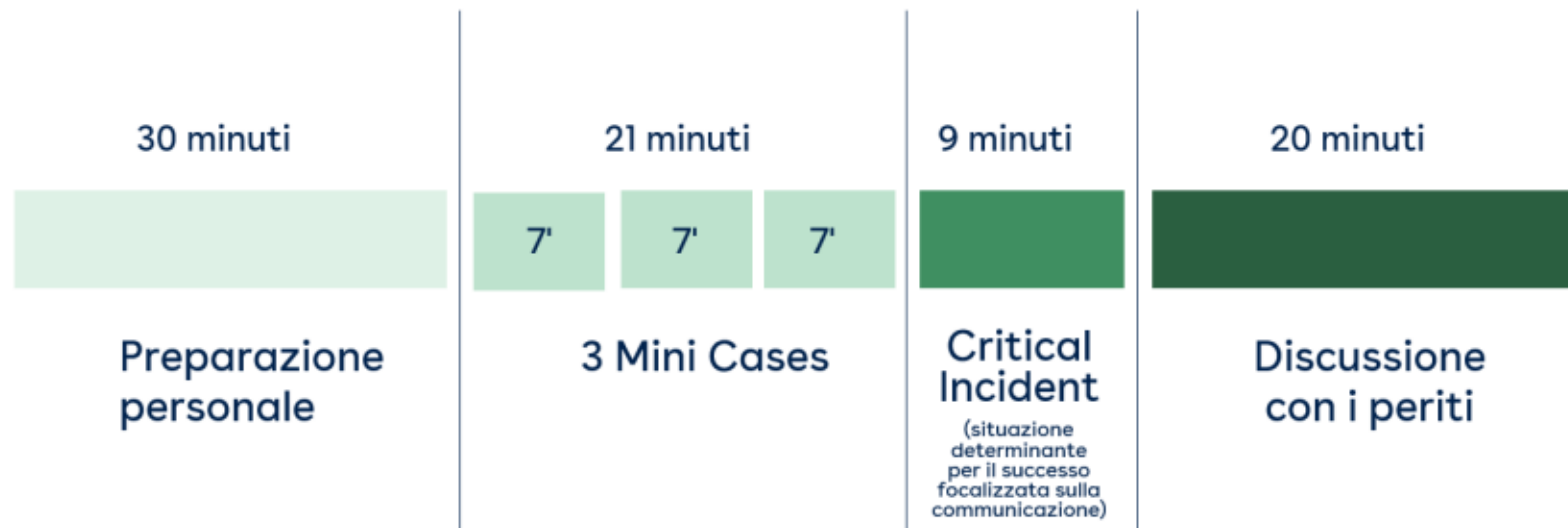 30 minuti
21 minuti
9 minuti
20 minuti
7'
7'
7'
Preparazione
personale
3 Mini Cases
Critical
Incident
(situazione
determinante
per il successo
focalizzata sulla
communicazione)
Discussione
con i periti